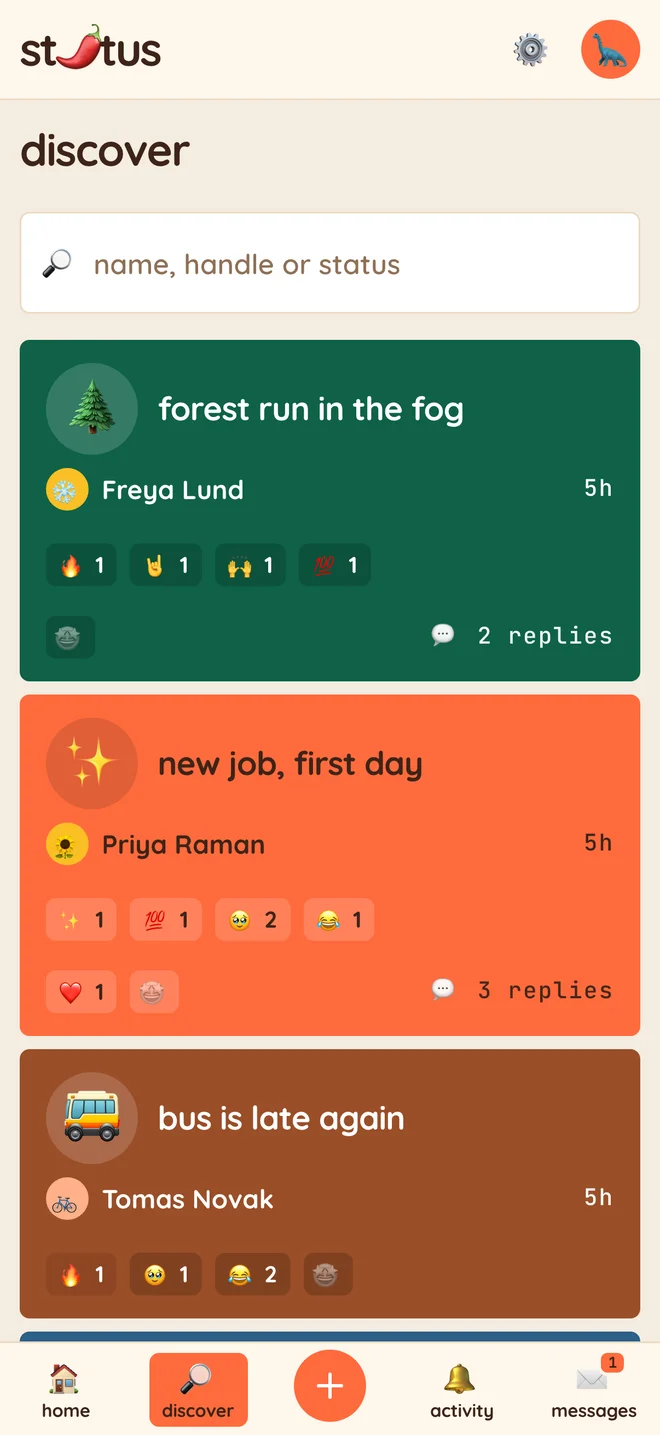 st🌶tus
discover
name, handle or status
forest run in the fog
Freya Lund 5h
1 1 1 💯 1
2 replies
new job, first day
Priya Raman 5h
1 💯 1 2 1
1 3 replies
bus is late again
Tomas Novak 5h
1 1 2
1
home discover activity messages